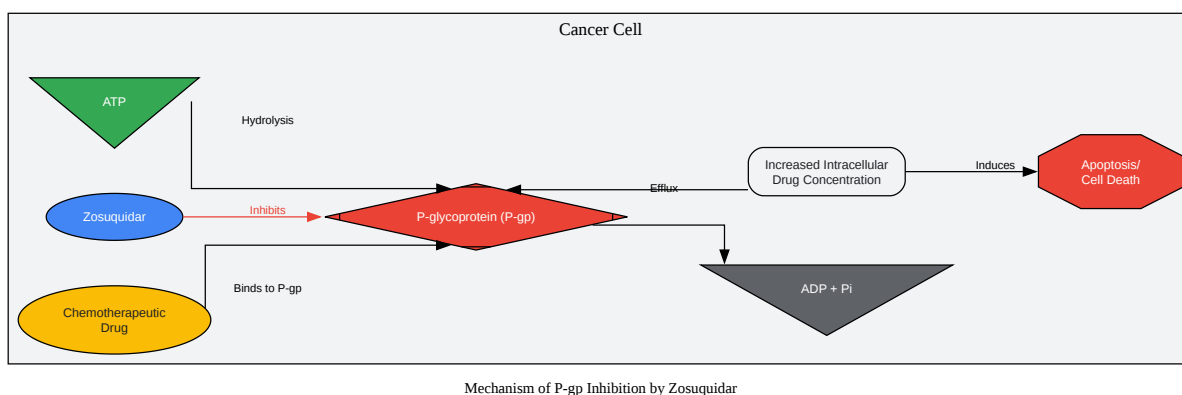 Cancer Cell
ATP
Hydrolysis
Zosuquidar
Inhibits
P-glycoprotein (P-gp)
Efflux
Increased Intracellular
Drug Concentration
Induces
Apoptosis/
Cell Death
Chemotherapeutic
Drug
Binds to P-gp
ADP + Pi
Mechanism of P-gp Inhibition by Zosuquidar